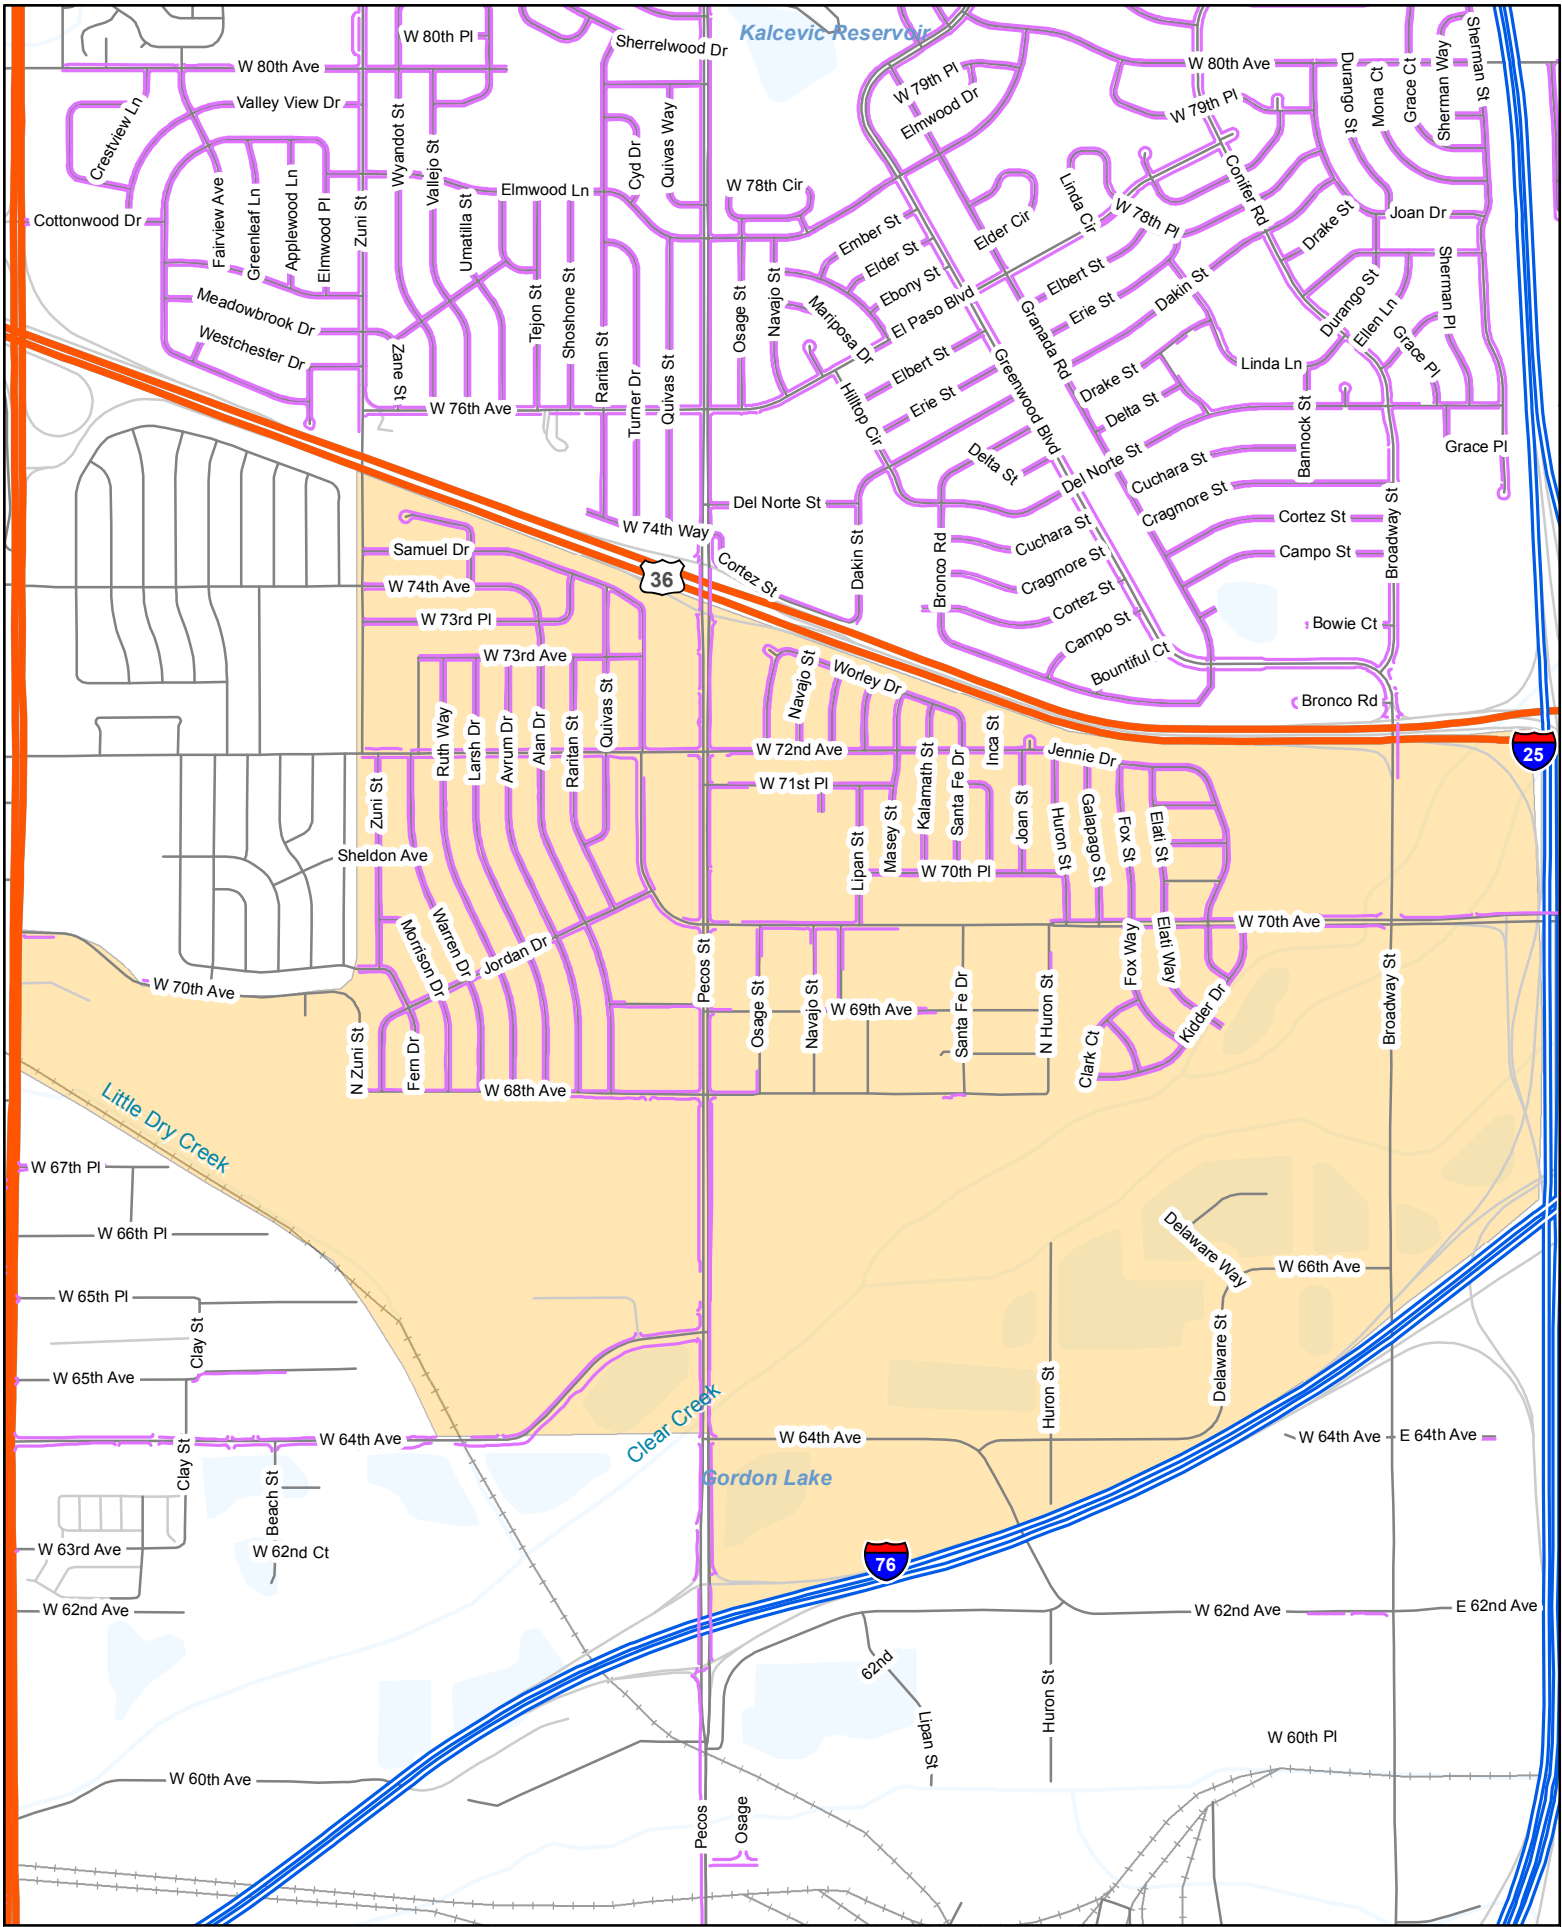 W 80th Pl
Sherrelwood Dr
Kalcevic Reservoir
Sherman St
W 80th Ave
W 80th Ave
W 79th Pl
Elmwood Dr
W 79th Pl
Durango St
Mona Ct
Grace Ct
Sherman Way
Crestview Ln
Valley View Dr
Wyandot St
Vallejo St
Cyd Dr
Quivas Way
Cottonwood Dr
Fairview Ave
Greenleaf Ln
Applewood Ln
Elmwood Pl
Zuni St
Umatilla St
Elmwood Ln
W 78th Cir
Linda Cir
W 78th Pl
Conifer Rd
Drake St
Joan Dr
Ember St
Elder St
Ebony St
Elder Cir
Elbert St
Erie St
Dakin St
Sherman Pl
Meadowbrook Dr
Westchester Dr
Zane St
Tejon St
Shoshone St
Raritan St
Turner Dr
Quivas St
Osage St
Navajo St
Mariposa Dr
El Paso Blvd
Granada Rd
Durango St
Ellen Ln
Grace Pl
Linda Ln
W 76th Ave
Hilltop Cir
Elbert St
Erie St
Greenwood Blvd
Drake St
Delta St
Bannock St
Grace Pl
Del Norte St
Delta St
Del Norte St
Cuchara St
Cragmore St
Cortez St
Campo St
Broadway St
W 74th Way
Cortez St
Dakin St
Bronco Rd
Cuchara St
Cragmore St
Cortez St
Campo St
Bountiful Ct
Bowie Ct
Bronco Rd
36
Samuel Dr
W 74th Ave
W 73rd Pl
W 73rd Ave
Ruth Way
Larsh Dr
Avrum Dr
Alan Dr
Raritan St
Quivas St
Navajo St
Worley Dr
W 72nd Ave
Inca St
Jennie Dr
25
W 71st Pl
Zuni St
Sheldon Ave
Lipan St
Masey St
Kalamath St
Santa Fe Dr
Joan St
Huron St
Galapago St
Fox St
Elati St
W 70th Pl
W 70th Ave
Morrison Dr
Warren Dr
Jordan Dr
Pecos St
Fox Way
Elati Way
Kidder Dr
Broadway St
W 70th Ave
N Zuni St
Fern Dr
Osage St
Navajo St
W 69th Ave
Santa Fe Dr
N Huron St
Clark Ct
W 68th Ave
Little Dry Creek
W 67th Pl
W 66th Pl
Delaware Way
W 66th Ave
W 65th Pl
Clay St
W 65th Ave
Delaware St
Huron St
Clear Creek
W 64th Ave
W 64th Ave
W 64th Ave
E 64th Ave
Clay St
Beach St
Gordon Lake
W 63rd Ave
W 62nd Ct
76
W 62nd Ave
W 62nd Ave
E 62nd Ave
62nd
Lipan St
Huron St
W 60th Pl
W 60th Ave
Pecos
Osage